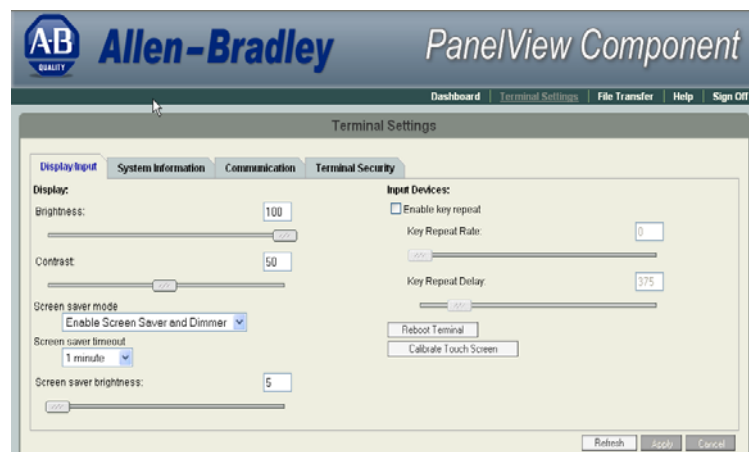 A·B
QUALITY
Allen-Bradley
PanelView Component
Dashboard | Terminal Settings | File Transfer | Help | Sign Off
Terminal Settings
Display/Input
System Information
Communication
Terminal Security
Display:
Brightness:
100
Contrast:
50
Screen saver mode
Enable Screen Saver and Dimmer
Screen saver timeout
1 minute
Screen saver brightness:
5
Input Devices:
Enable key repeat
Key Repeat Rate:
0
Key Repeat Delay:
375
Reboot Terminal
Calibrate Touch Screen
Refresh
Apply
Cancel